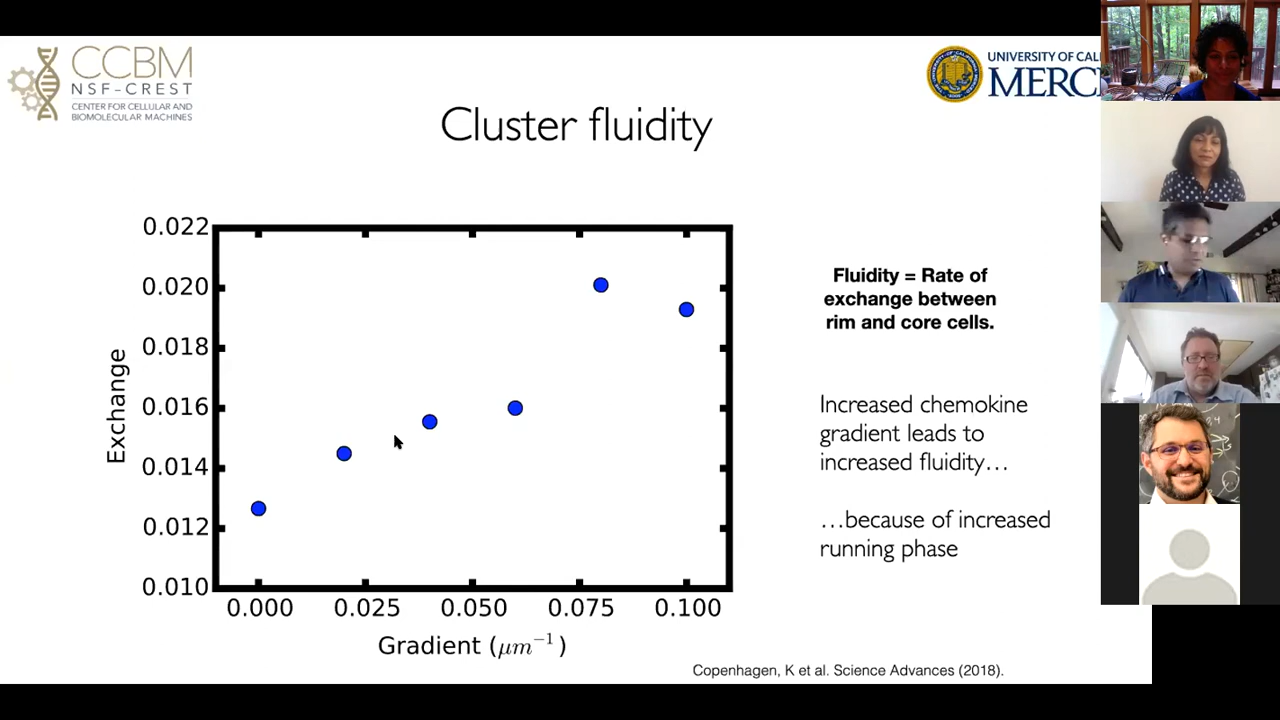 CCBM
NSF-CREST
CENTER FOR CELLULAR AND
BIOMOLECULAR MACHINES
UNIVERSITY OF CAL
MERC
Cluster fluidity
0.022
0.020
0.018
0.016
0.014
0.012
0.010
Exchange
0.000 0.025 0.050 0.075 0.100
Gradient (μm⁻¹)
Fluidity = Rate of
exchange between
rim and core cells.
Increased chemokine
gradient leads to
increased fluidity…
…because of increased
running phase
Copenhagen, K et al. Science Advances (2018).